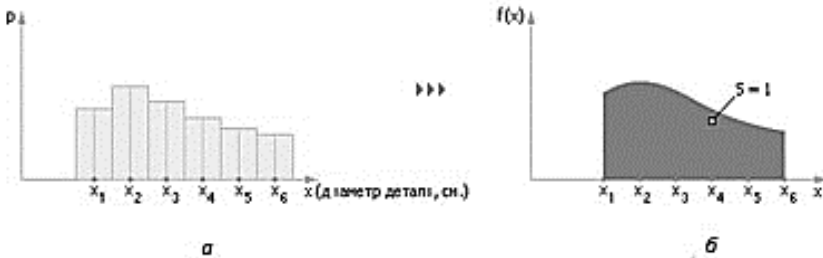 p
x₁ x₂ x₃ x₄ x₅ x₆ x (диаметр детали, см.)
а
f(x)
S = 1
x₁ x₂ x₃ x₄ x₅ x₆ x
б